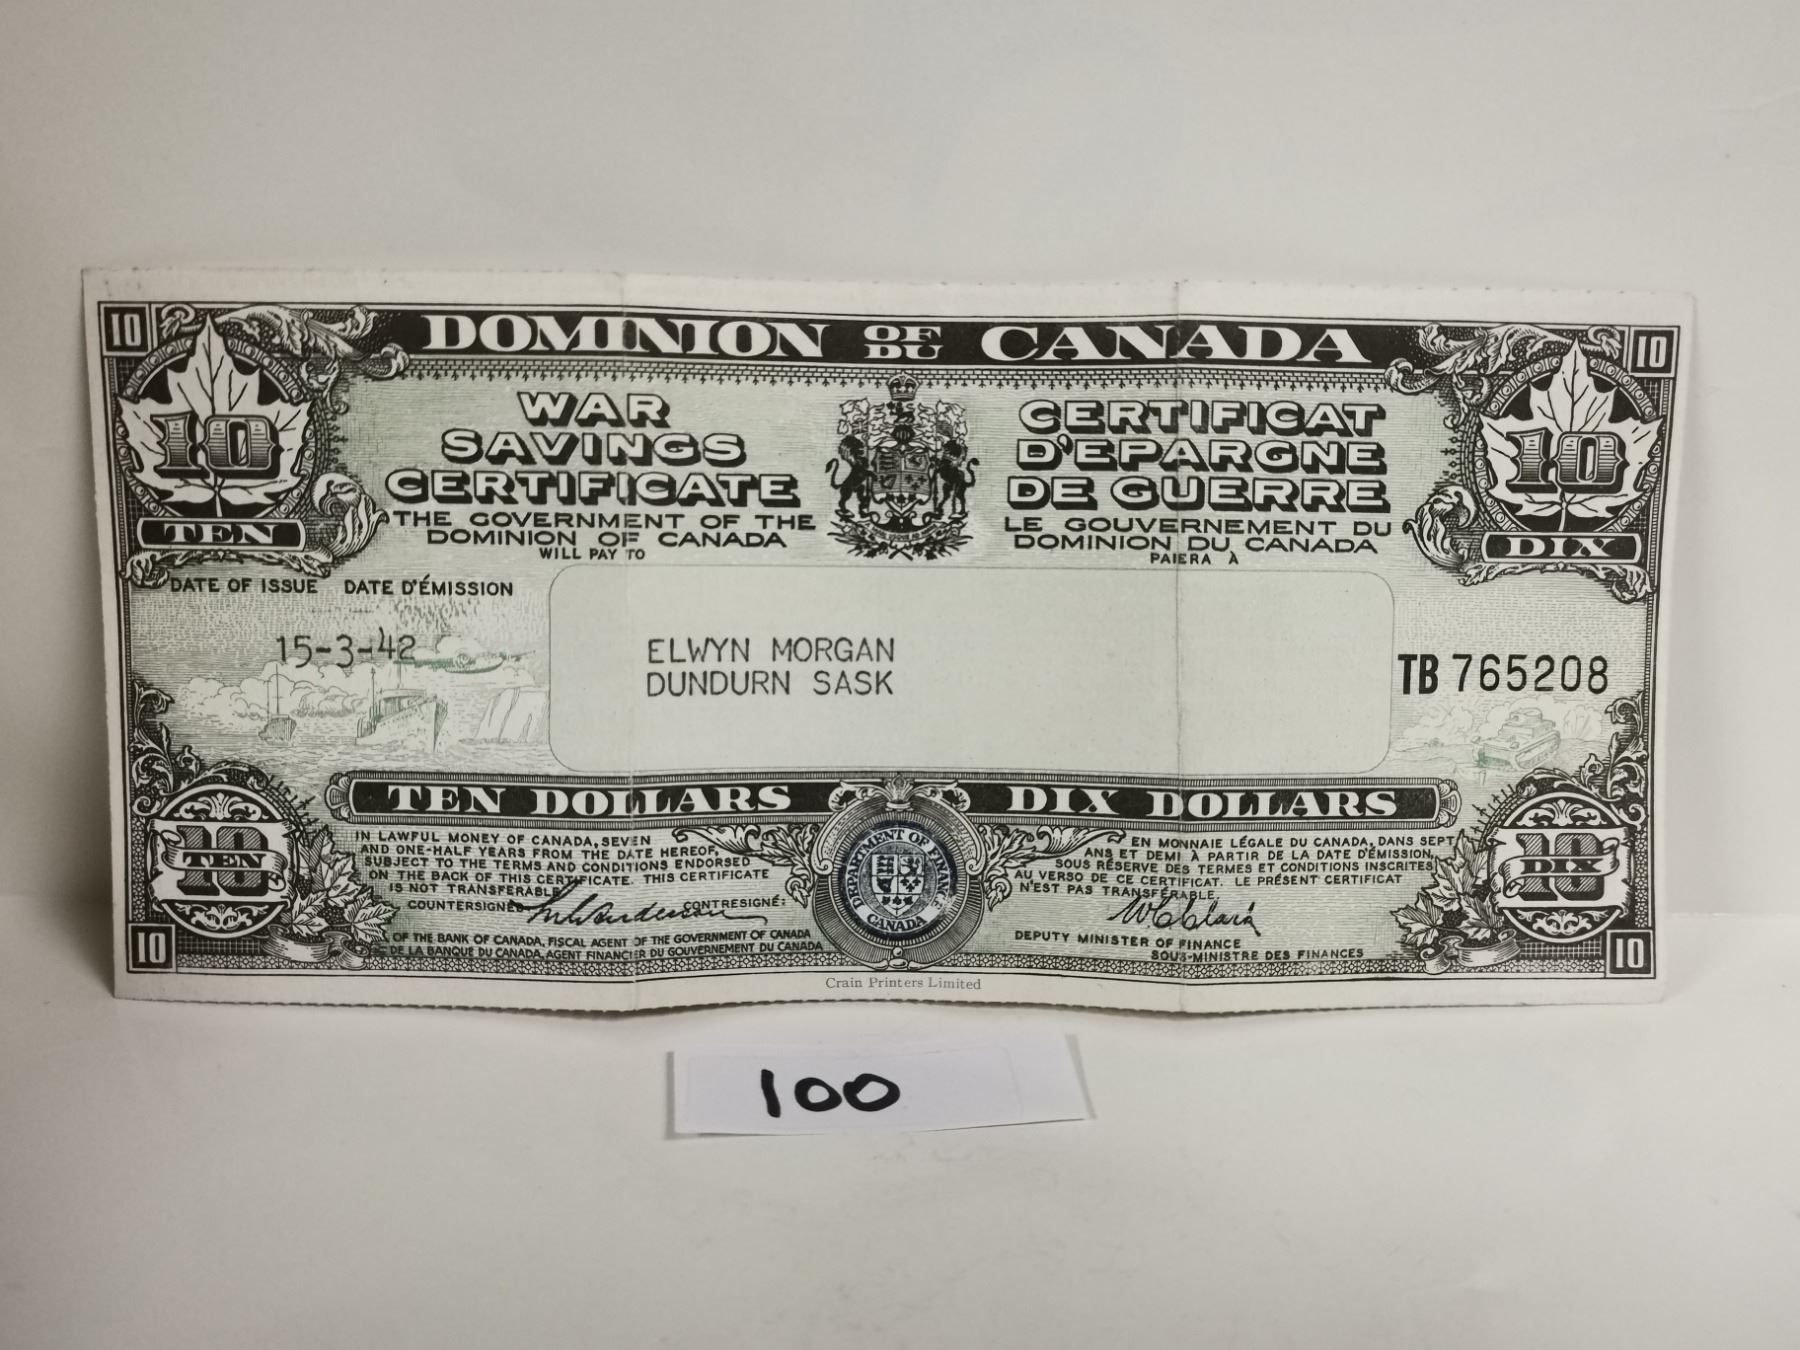 10 10
DOMINION OF DU CANADA
10 10
TEN DIX
WAR
SAVINGS
CERTIFICATE
THE GOVERNMENT OF THE
DOMINION OF CANADA
WILL PAY TO
CERTIFICAT
D'EPARGNE
DE GUERRE
LE GOUVERNEMENT DU
DOMINION DU CANADA
PAIERA À
DATE OF ISSUE DATE D'ÉMISSION
15-3-42
ELWYN MORGAN
DUNDURN SASK
TB 765208
TEN DOLLARS DIX DOLLARS
10 TEN
10 DIX
IN LAWFUL MONEY OF CANADA, SEVEN
AND ONE-HALF YEARS FROM THE DATE HEREOF,
SUBJECT TO THE TERMS AND CONDITIONS ENDORSED
ON THE BACK OF THIS CERTIFICATE. THIS CERTIFICATE
IS NOT TRANSFERABLE
COUNTERSIGNED CONTRESIGNÉ:
OF THE BANK OF CANADA, FISCAL AGENT OF THE GOVERNMENT OF CANADA
DE LA BANQUE DU CANADA, AGENT FINANCIER DU GOUVERNEMENT DU CANADA
DEPARTMENT OF FINANCE
CANADA
EN MONNAIE LÉGALE DU CANADA, DANS SEPT
ANS ET DEMI À PARTIR DE LA DATE D'ÉMISSION,
SOUS RÉSERVE DES TERMES ET CONDITIONS INSCRITES
AU VERSO DE CE CERTIFICAT. LE PRÉSENT CERTIFICAT
N'EST PAS TRANSFÉRABLE.
W.C. Clark
DEPUTY MINISTER OF FINANCE
SOUS-MINISTRE DES FINANCES
10 10
Crain Printers Limited
100